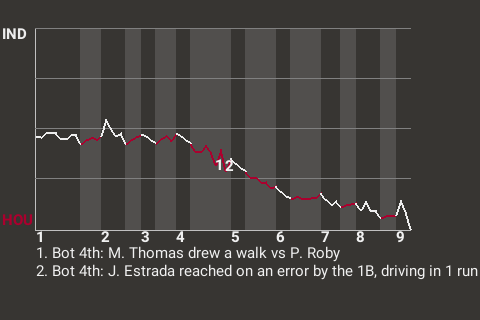 IND
12
HOU
1 2 3 4 5 6 7 8 9
1. Bot 4th: M. Thomas drew a walk vs P. Roby
2. Bot 4th: J. Estrada reached on an error by the 1B, driving in 1 run